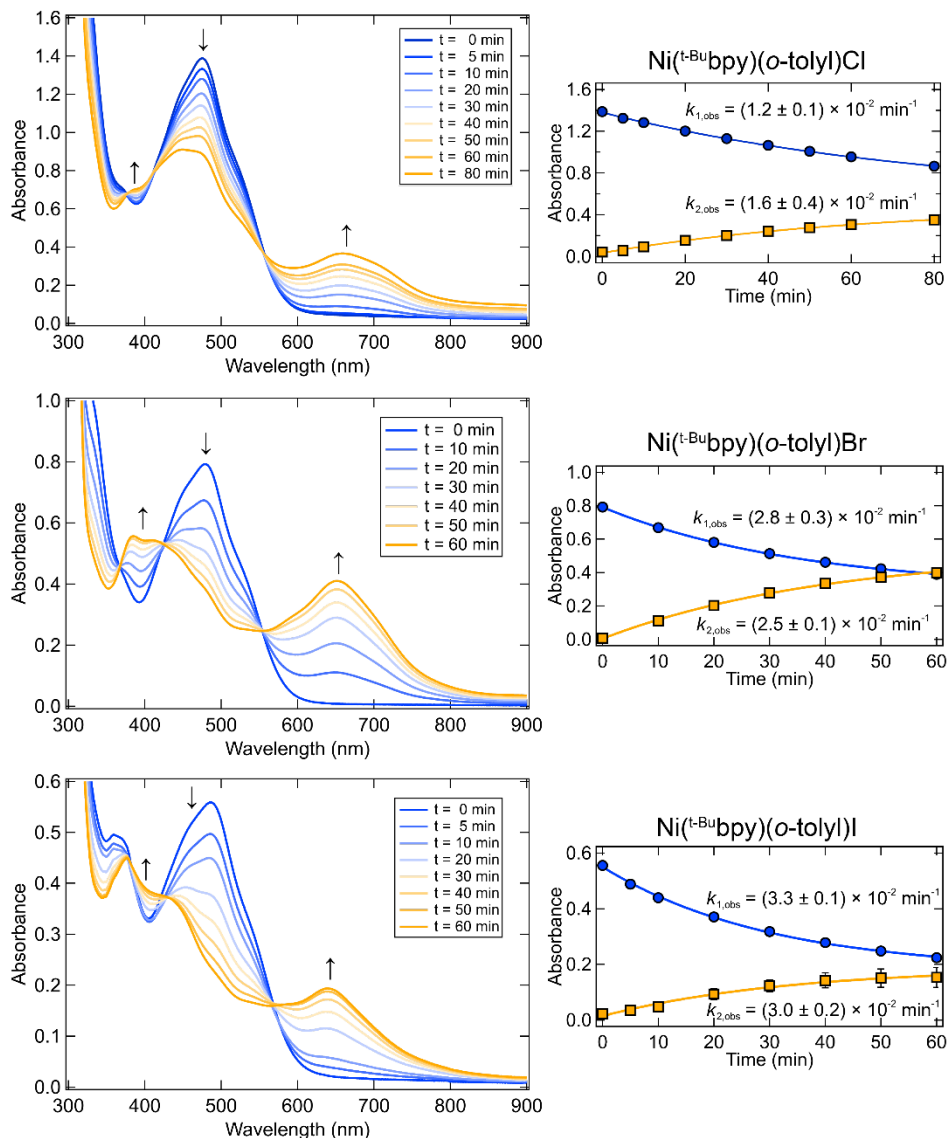 1.6
1.4
1.2
1.0
0.8
0.6
0.4
0.2
0.0
Absorbance
300 400 500 600 700 800 900
Wavelength (nm)
↓
↑
↑
t = 0 min
t = 5 min
t = 10 min
t = 20 min
t = 30 min
t = 40 min
t = 50 min
t = 60 min
t = 80 min
Ni(t-Bubpy)(o-tolyl)Cl
1.6
1.2
0.8
0.4
0.0
Absorbance
k1,obs = (1.2 ± 0.1) × 10-2 min-1
k2,obs = (1.6 ± 0.4) × 10-2 min-1
0 20 40 60 80
Time (min)
1.0
0.8
0.6
0.4
0.2
0.0
Absorbance
300 400 500 600 700 800 900
Wavelength (nm)
↓
↑
↑
t = 0 min
t = 10 min
t = 20 min
t = 30 min
t = 40 min
t = 50 min
t = 60 min
Ni(t-Bubpy)(o-tolyl)Br
1.0
0.8
0.6
0.4
0.2
0.0
Absorbance
k1,obs = (2.8 ± 0.3) × 10-2 min-1
k2,obs = (2.5 ± 0.1) × 10-2 min-1
0 10 20 30 40 50 60
Time (min)
0.6
0.5
0.4
0.3
0.2
0.1
0.0
Absorbance
300 400 500 600 700 800 900
Wavelength (nm)
↓
↑
↑
t = 0 min
t = 5 min
t = 10 min
t = 20 min
t = 30 min
t = 40 min
t = 50 min
t = 60 min
Ni(t-Bubpy)(o-tolyl)I
0.6
0.4
0.2
0.0
Absorbance
k1,obs = (3.3 ± 0.1) × 10-2 min-1
k2,obs = (3.0 ± 0.2) × 10-2 min-1
0 10 20 30 40 50 60
Time (min)